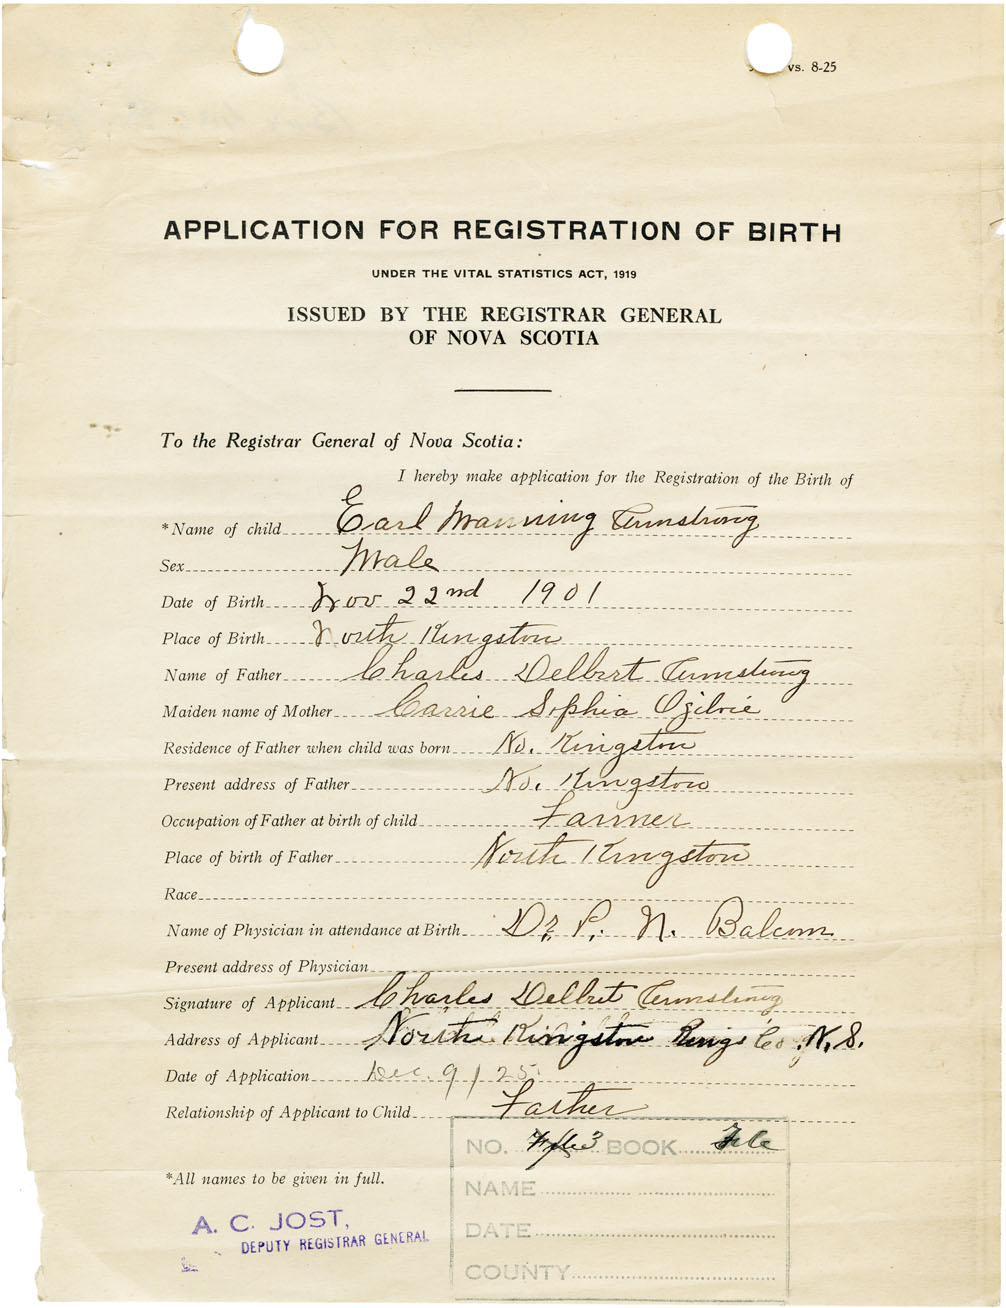 vs. 8-25
APPLICATION FOR REGISTRATION OF BIRTH
UNDER THE VITAL STATISTICS ACT, 1919
ISSUED BY THE REGISTRAR GENERAL
OF NOVA SCOTIA
To the Registrar General of Nova Scotia:
I hereby make application for the Registration of the Birth of
*Name of child Earl Manning Armstrong
Sex Male
Date of Birth Nov 22nd 1901
Place of Birth North Kingston
Name of Father Charles Delbert Armstrong
Maiden name of Mother Carrie Sophia Ogilvie
Residence of Father when child was born No. Kingston
Present address of Father No. Kingston
Occupation of Father at birth of child Farmer
Place of birth of Father North Kingston
Race
Name of Physician in attendance at Birth Dr. P. N. Balcom
Present address of Physician
Signature of Applicant Charles Delbert Armstrong
Address of Applicant North Kingston Kings Co. N. S.
Date of Application Dec. 9/25
Relationship of Applicant to Child Father
NO. BOOK
*All names to be given in full.
NAME
A. C. JOST,
DATE
DEPUTY REGISTRAR GENERAL
COUNTY